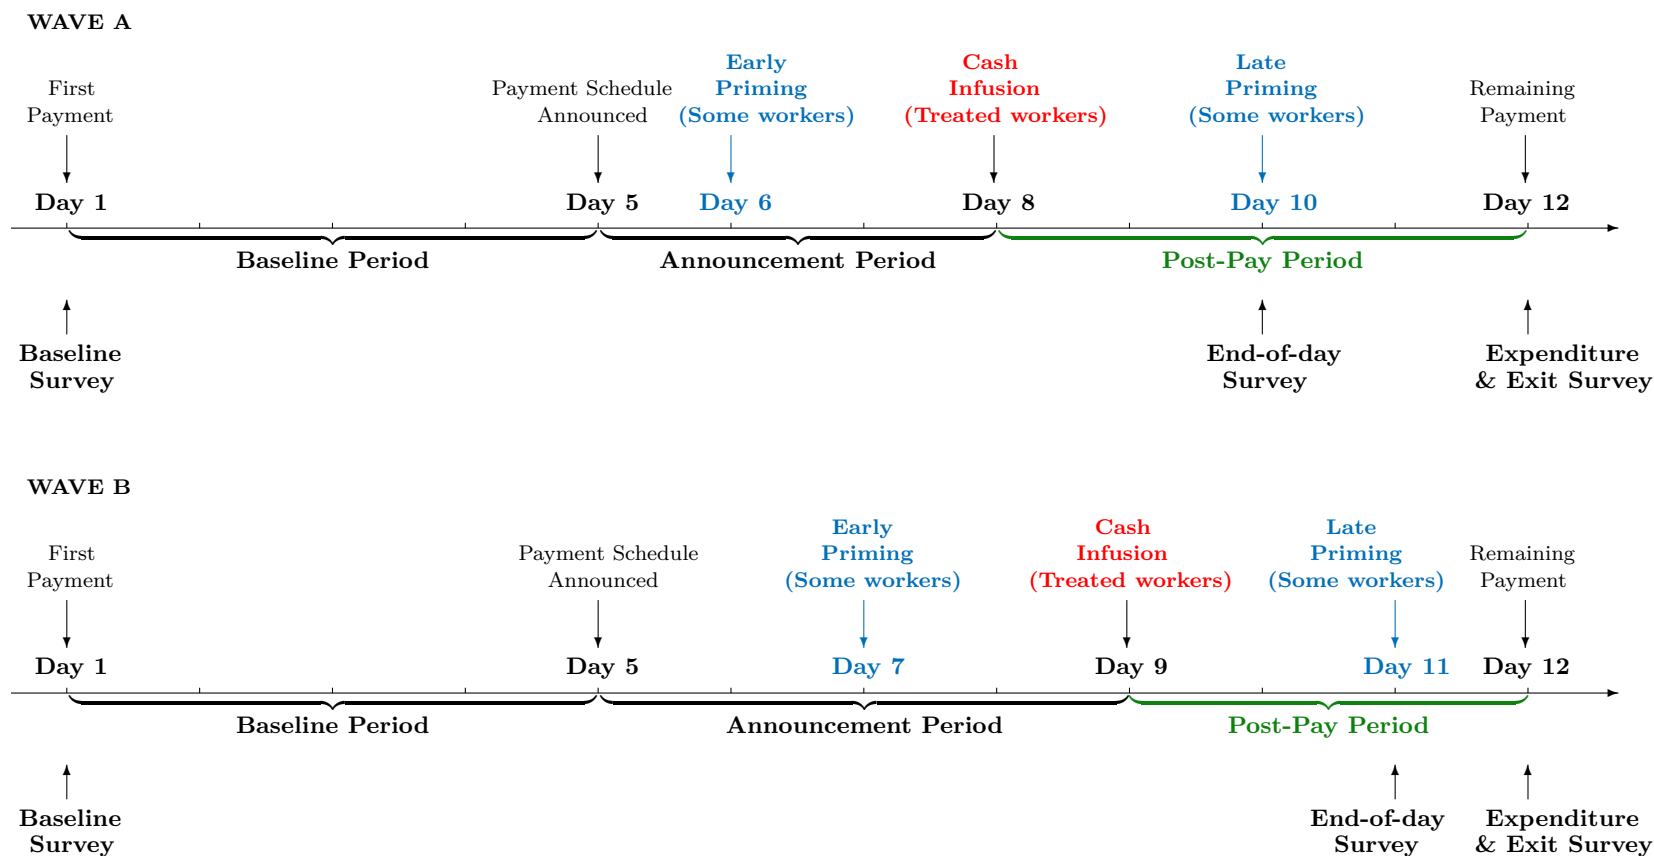 WAVE A
Early
Cash
Late
First
Payment Schedule
Priming
Infusion
Priming
Remaining
Payment
Announced
(Some workers)
(Treated workers)
(Some workers)
Payment
Day 1
Day 5
Day 6
Day 8
Day 10
Day 12
Baseline Period
Announcement Period
Post-Pay Period
Baseline
Survey
End-of-day
Survey
Expenditure
& Exit Survey
WAVE B
Early
Cash
Late
First
Payment Schedule
Priming
Infusion
Priming
Remaining
Payment
Announced
(Some workers)
(Treated workers)
(Some workers)
Payment
Day 1
Day 5
Day 7
Day 9
Day 11
Day 12
Baseline Period
Announcement Period
Post-Pay Period
Baseline
Survey
End-of-day
Survey
Expenditure
& Exit Survey